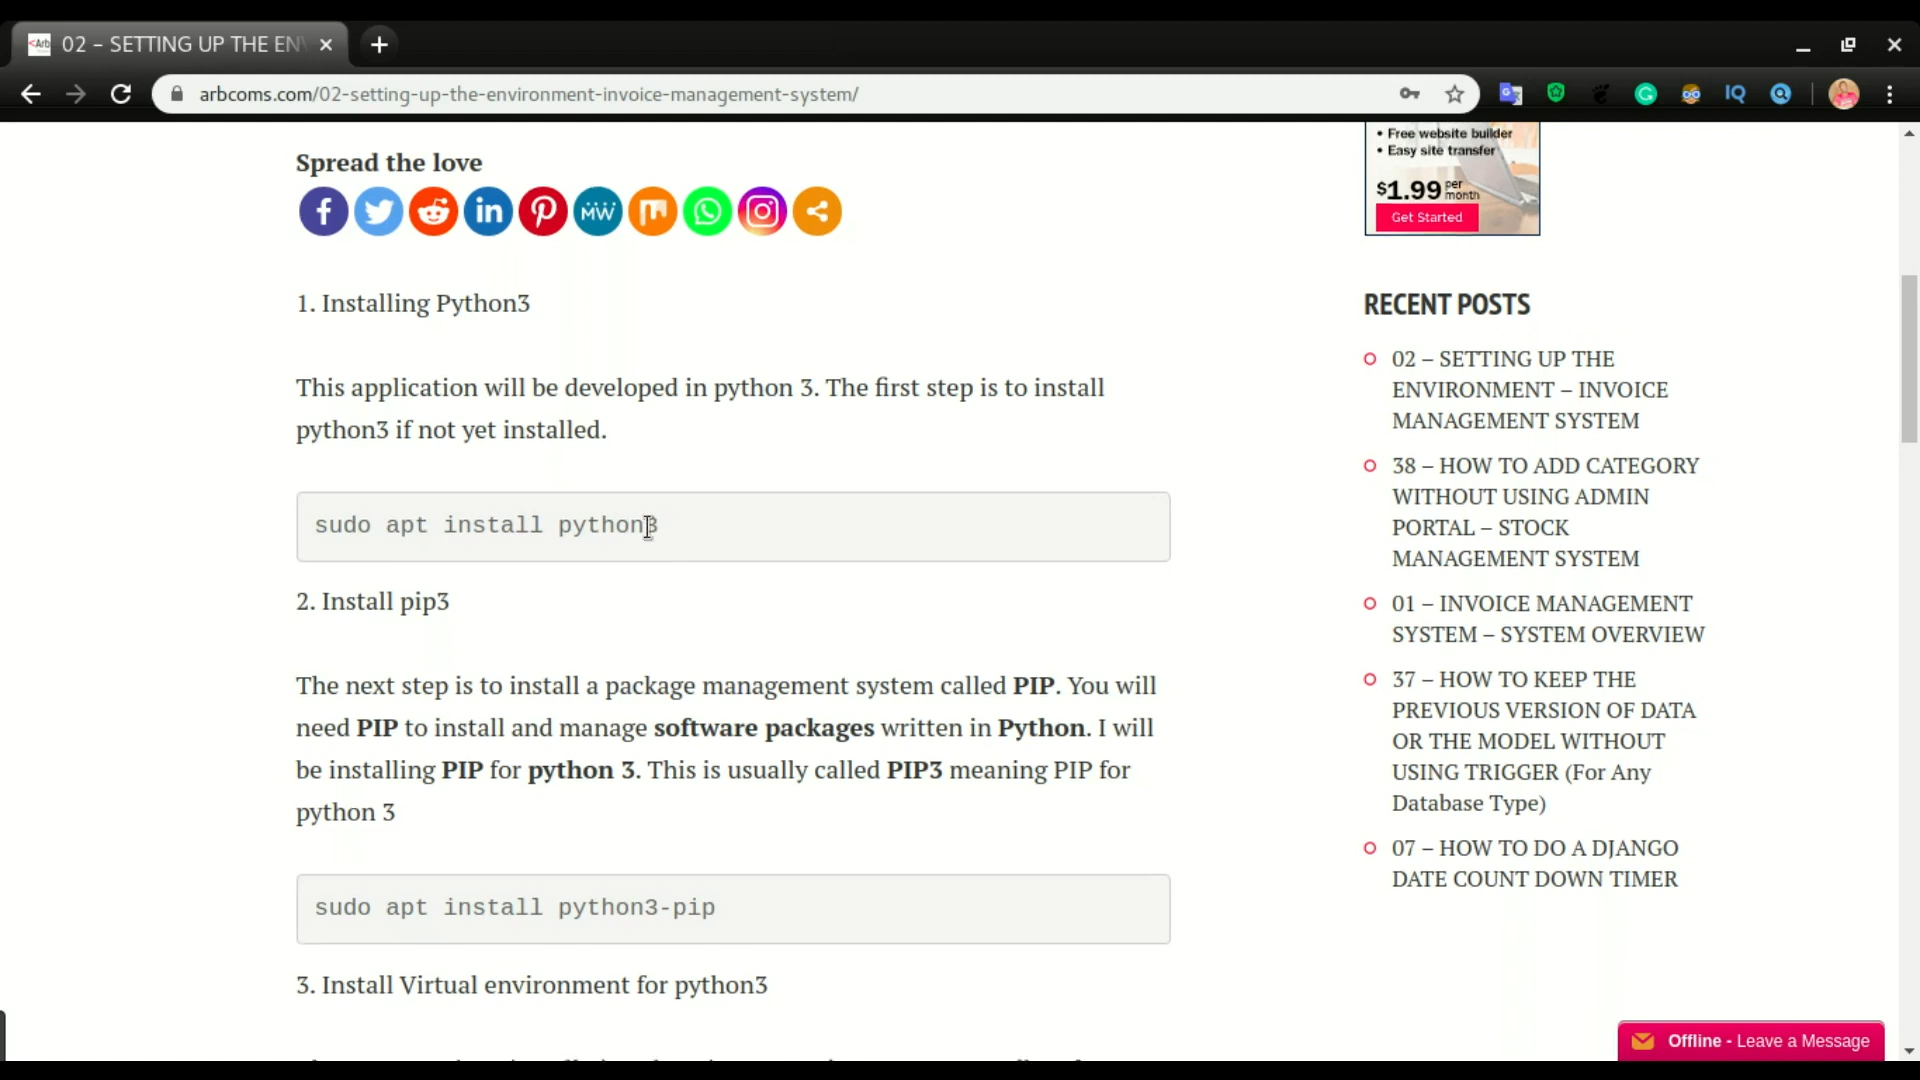 <Arb
02 – SETTING UP THE EN
arbcoms.com/02-setting-up-the-environment-invoice-management-system/
IQ
Spread the love
MW
1. Installing Python3
This application will be developed in python 3. The first step is to install
python3 if not yet installed.
sudo apt install python3
2. Install pip3
The next step is to install a package management system called PIP. You will
need PIP to install and manage software packages written in Python. I will
be installing PIP for python 3. This is usually called PIP3 meaning PIP for
python 3
sudo apt install python3-pip
3. Install Virtual environment for python3
• Free website builder
• Easy site transfer
$1.99 per month
Get Started
RECENT POSTS
02 – SETTING UP THE
ENVIRONMENT – INVOICE
MANAGEMENT SYSTEM
38 – HOW TO ADD CATEGORY
WITHOUT USING ADMIN
PORTAL – STOCK
MANAGEMENT SYSTEM
01 – INVOICE MANAGEMENT
SYSTEM – SYSTEM OVERVIEW
37 – HOW TO KEEP THE
PREVIOUS VERSION OF DATA
OR THE MODEL WITHOUT
USING TRIGGER (For Any
Database Type)
07 – HOW TO DO A DJANGO
DATE COUNT DOWN TIMER
Offline - Leave a Message